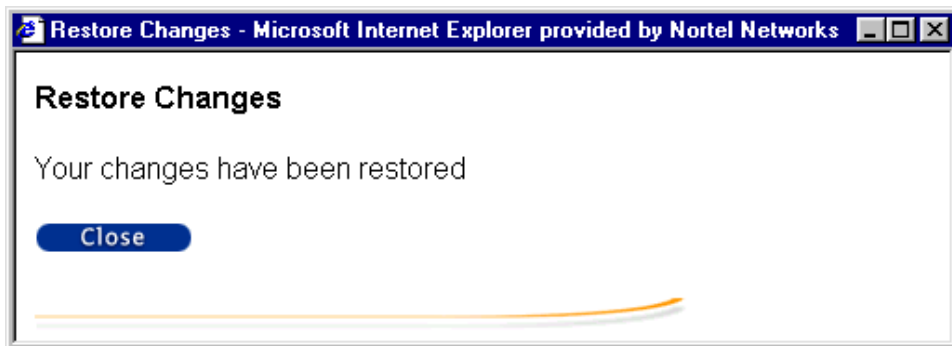 Restore Changes - Microsoft Internet Explorer provided by Nortel Networks
Restore Changes
Your changes have been restored
Close